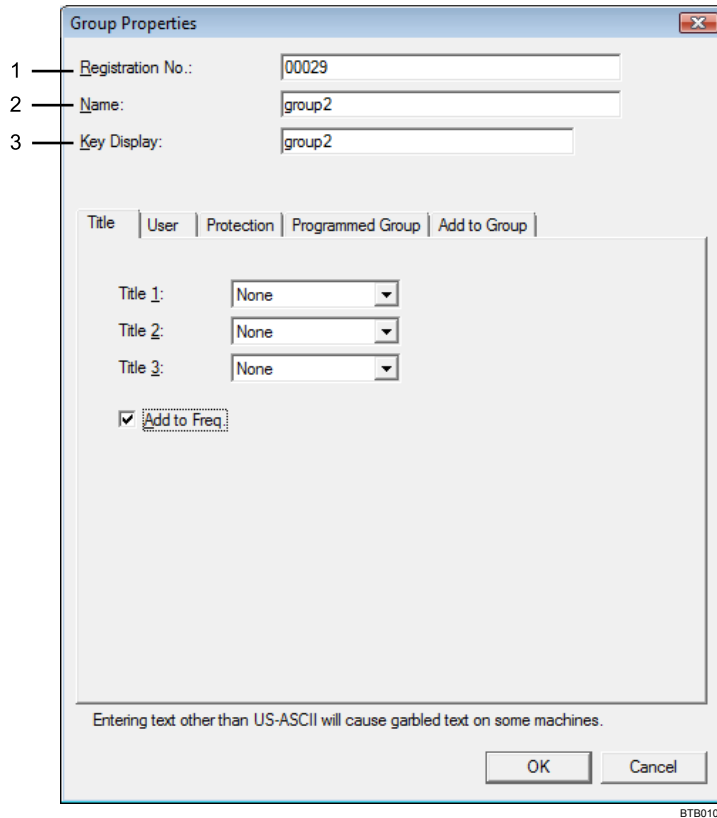 Group Properties
1 Registration No.: 00029
2 Name: group2
3 Key Display: group2
Title User Protection Programmed Group Add to Group
Title 1: None
Title 2: None
Title 3: None
Add to Freq.
Entering text other than US-ASCII will cause garbled text on some machines.
OK Cancel
BTB010